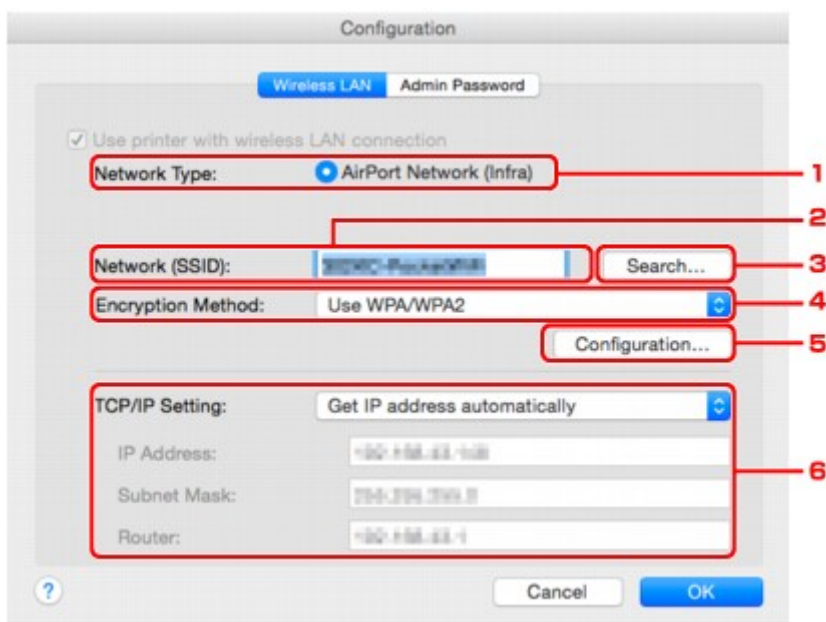 Configuration
Wireless LAN Admin Password
Use printer with wireless LAN connection
Network Type: AirPort Network (Infra) 1
2
Network (SSID): Search... 3
Encryption Method: Use WPA/WPA2 4
Configuration... 5
TCP/IP Setting: Get IP address automatically
IP Address:
6
Subnet Mask:
Router:
? Cancel OK